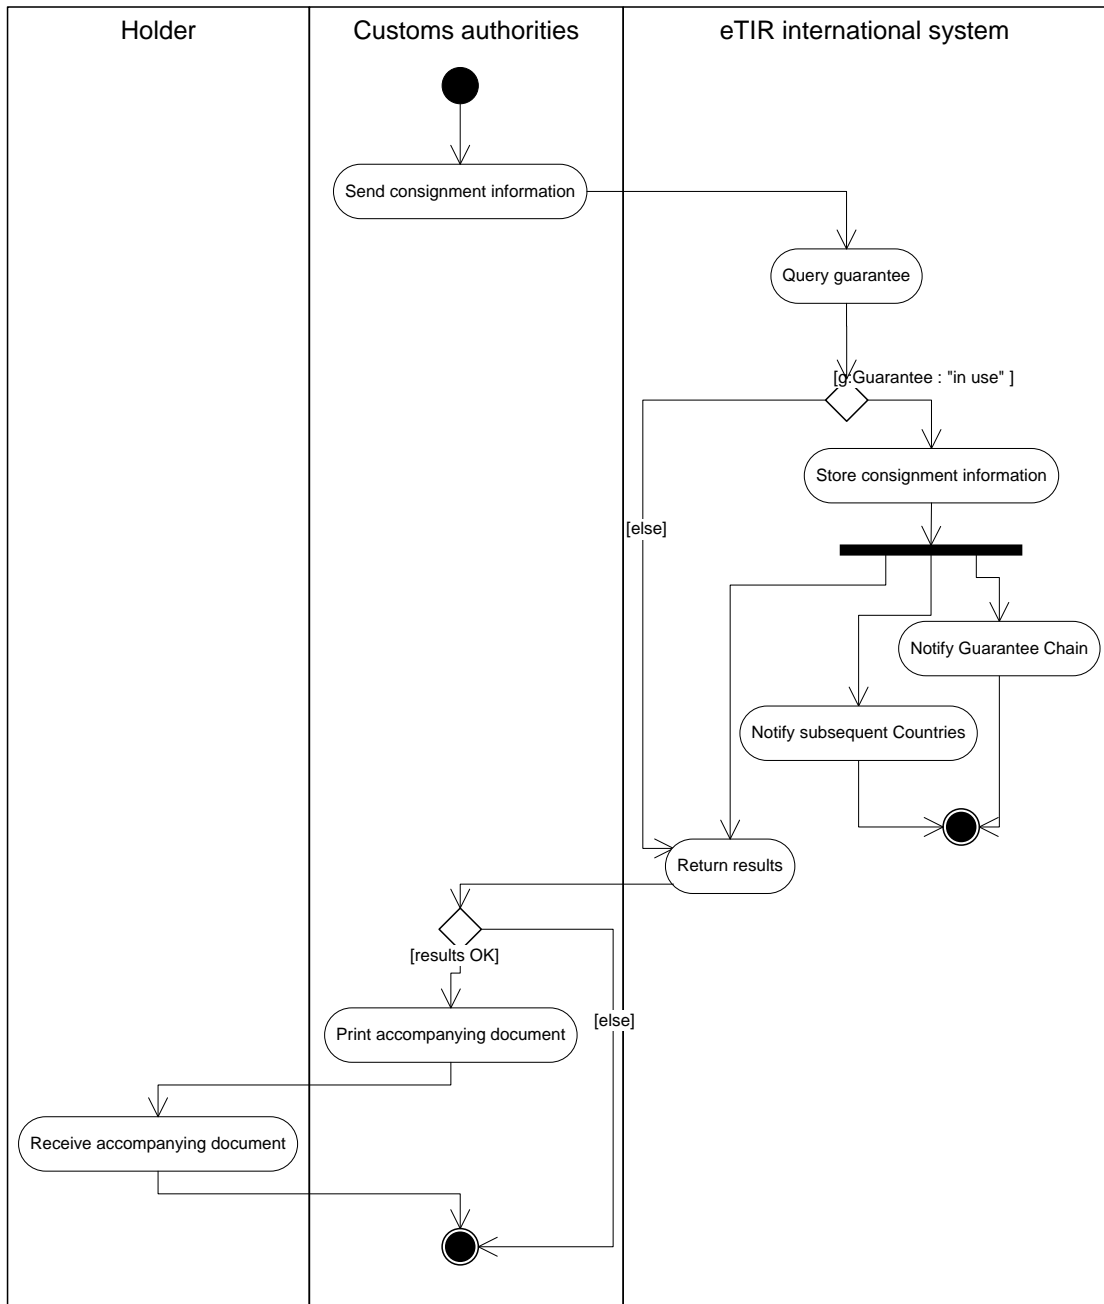 Holder
Customs authorities
eTIR international system
Send consignment information
Query guarantee
[g:Guarantee : "in use" ]
Store consignment information
[else]
Notify Guarantee Chain
Notify subsequent Countries
Return results
[results OK]
[else]
Print accompanying document
Receive accompanying document